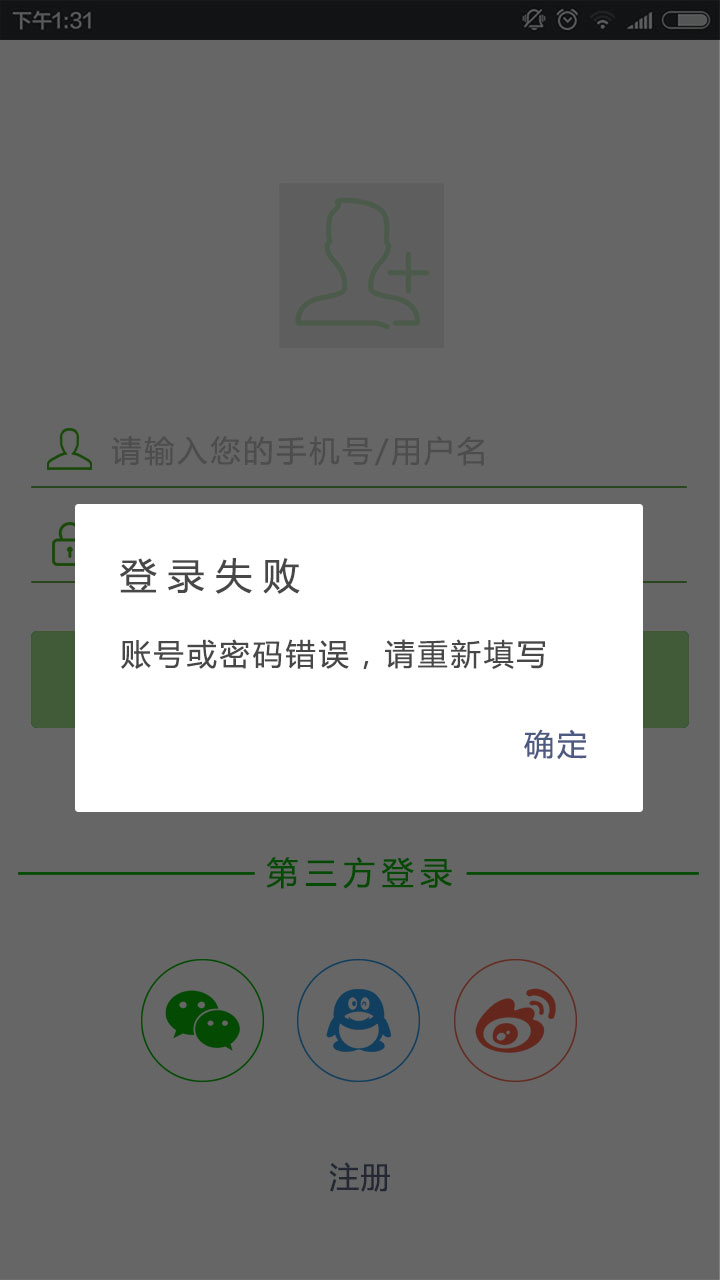 下午1:31
请输入您的手机号/用户名
登录失败
账号或密码错误，请重新填写
确定
第三方登录
注册